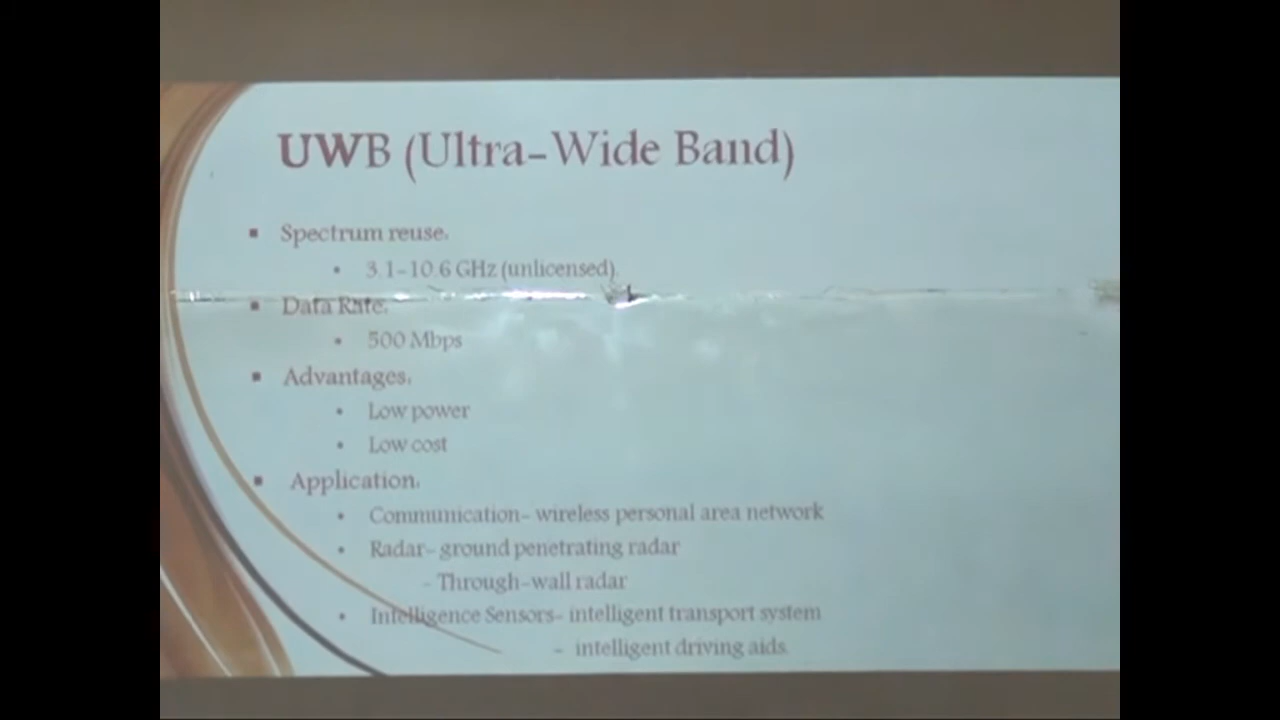 UWB (Ultra-Wide Band)
▪ Spectrum reuse.
• 3.1-10.6 GHz (unlicensed).
▪ Data Rate.
• 500 Mbps
▪ Advantages.
• Low power
• Low cost
▪ Application.
• Communication- wireless personal area network
• Radar- ground penetrating radar
- Through-wall radar
• Intelligence Sensors- intelligent transport system
- intelligent driving aids.